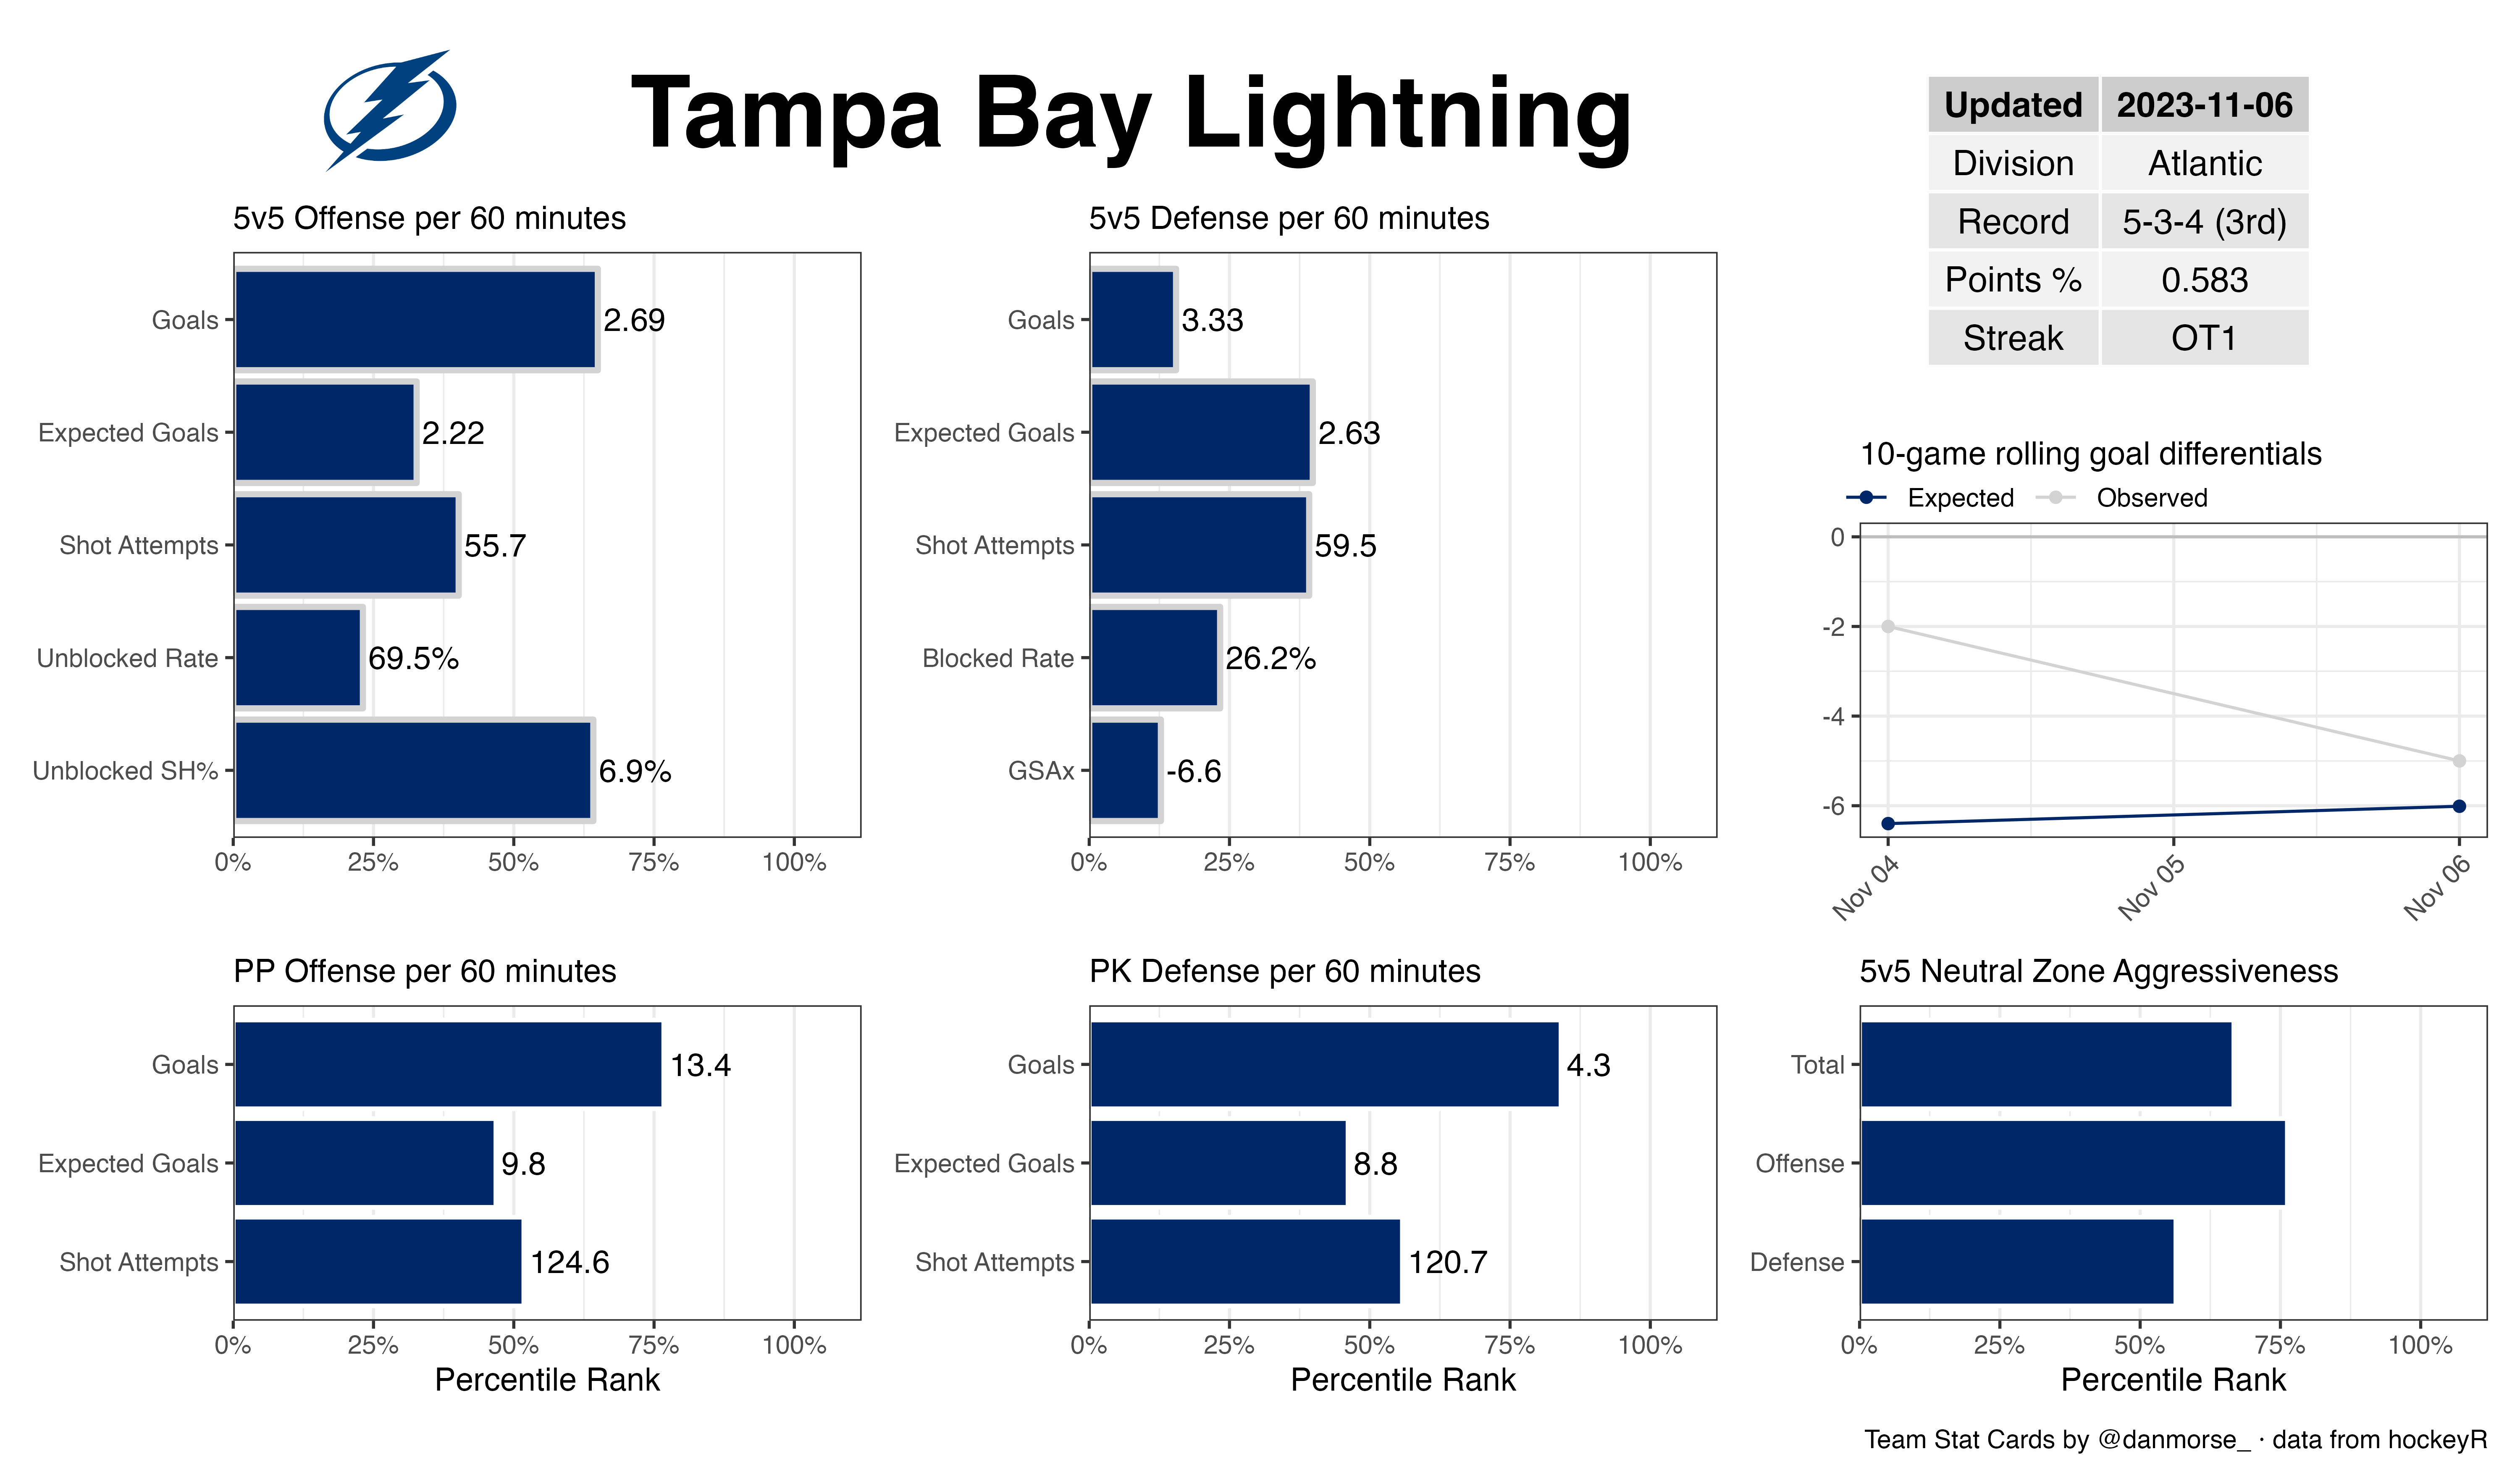 Tampa Bay Lightning
Updated 2023-11-06
Division Atlantic
Record 5-3-4 (3rd)
Points % 0.583
Streak OT1
5v5 Offense per 60 minutes
Goals 2.69
Expected Goals 2.22
Shot Attempts 55.7
Unblocked Rate 69.5%
Unblocked SH% 6.9%
0% 25% 50% 75% 100%
5v5 Defense per 60 minutes
Goals 3.33
Expected Goals 2.63
Shot Attempts 59.5
Blocked Rate 26.2%
GSAx -6.6
0% 25% 50% 75% 100%
10-game rolling goal differentials
Expected Observed
0
-2
-4
-6
Nov 04 Nov 05 Nov 06
PP Offense per 60 minutes
Goals 13.4
Expected Goals 9.8
Shot Attempts 124.6
0% 25% 50% 75% 100%
Percentile Rank
PK Defense per 60 minutes
Goals 4.3
Expected Goals 8.8
Shot Attempts 120.7
0% 25% 50% 75% 100%
Percentile Rank
5v5 Neutral Zone Aggressiveness
Total
Offense
Defense
0% 25% 50% 75% 100%
Percentile Rank
Team Stat Cards by @danmorse_ · data from hockeyR